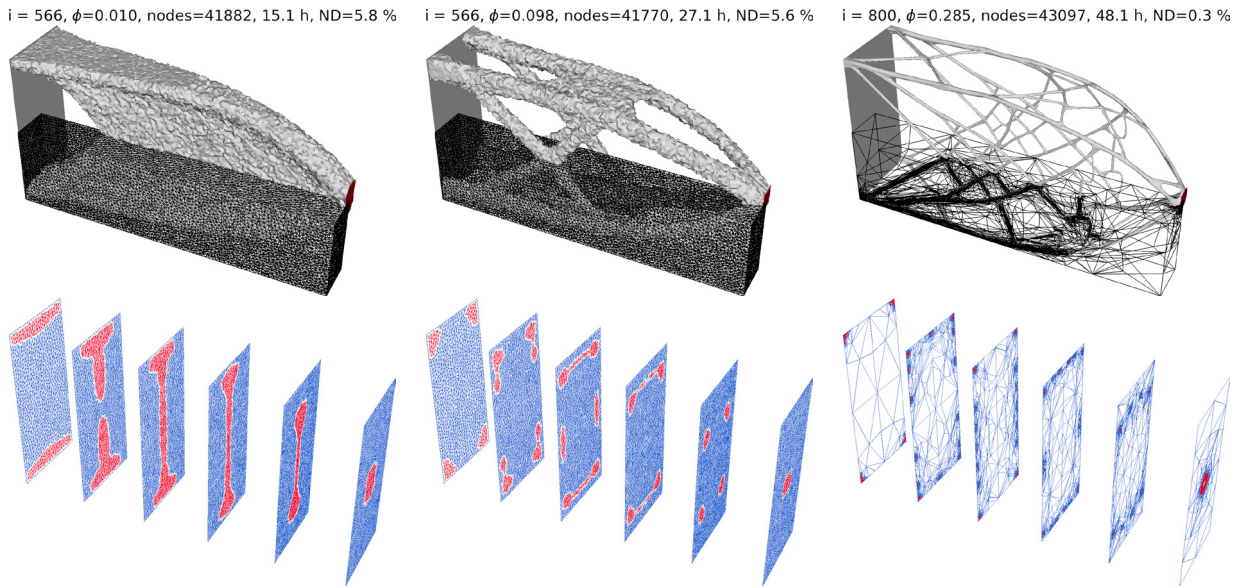 i = 566, ϕ=0.010, nodes=41882, 15.1 h, ND=5.8 %
i = 566, ϕ=0.098, nodes=41770, 27.1 h, ND=5.6 %
i = 800, ϕ=0.285, nodes=43097, 48.1 h, ND=0.3 %